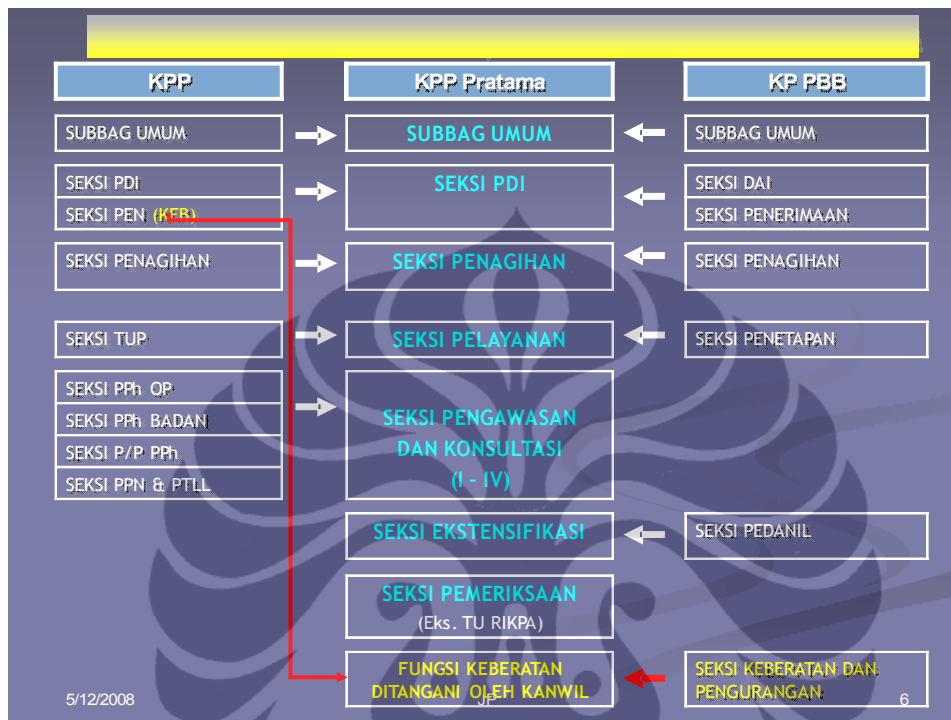 KPP
KPP Pratama
KP PBB
SUBBAG UMUM
SUBBAG UMUM
SUBBAG UMUM
SEKSI PDI
SEKSI PEN (KEB)
SEKSI PDI
SEKSI DAI
SEKSI PENERIMAAN
SEKSI PENAGIHAN
SEKSI PENAGIHAN
SEKSI PENAGIHAN
SEKSI TUP
SEKSI PELAYANAN
SEKSI PENETAPAN
SEKSI PPh OP
SEKSI PPh BADAN
SEKSI P/P PPh
SEKSI PPN & PTLL
SEKSI PENGAWASAN
DAN KONSULTASI
(I - IV)
SEKSI EKSTENSIFIKASI
SEKSI PEDANIL
SEKSI PEMERIKSAAN
(Eks. TU RIKPA)
FUNGSI KEBERATAN
DITANGANI OLEH KANWIL
SEKSI KEBERATAN DAN
PENGURANGAN
5/12/2008
JP
6